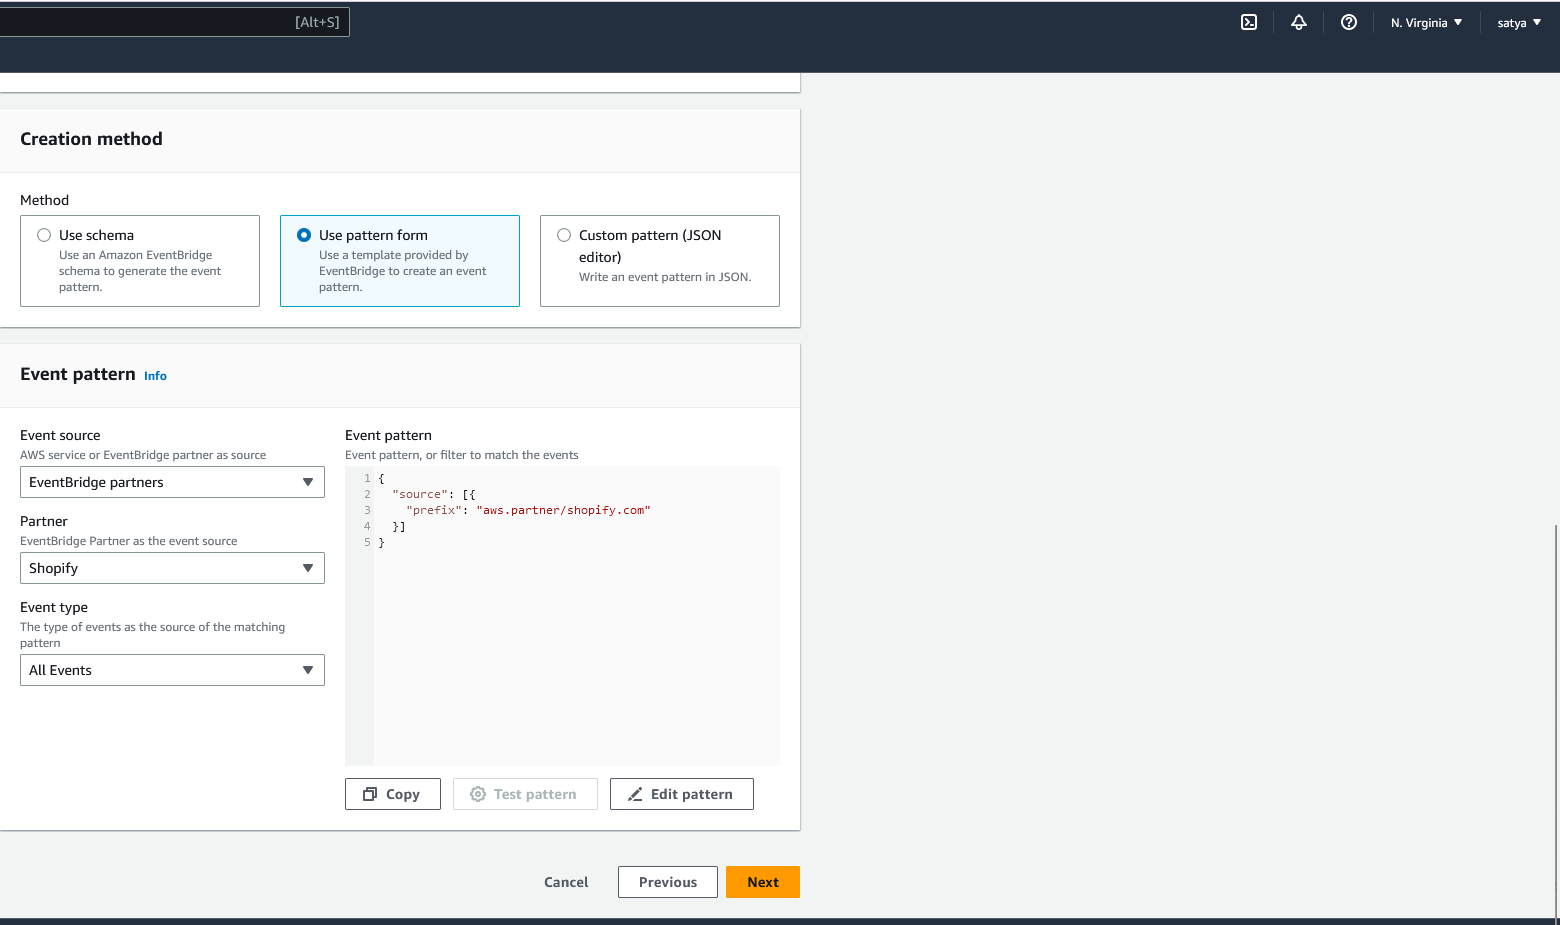 [Alt+S]
N. Virginia
satya
Creation method
Method
Use schema
Use an Amazon EventBridge
schema to generate the event
pattern.
Use pattern form
Use a template provided by
EventBridge to create an event
pattern.
Custom pattern (JSON
editor)
Write an event pattern in JSON.
Event pattern Info
Event source
AWS service or EventBridge partner as source
EventBridge partners
Partner
EventBridge Partner as the event source
Shopify
Event type
The type of events as the source of the matching
pattern
All Events
Event pattern
Event pattern, or filter to match the events
1 {
2   "source": [{
3     "prefix": "aws.partner/shopify.com"
4   }]
5 }
Copy
Test pattern
Edit pattern
Cancel
Previous
Next